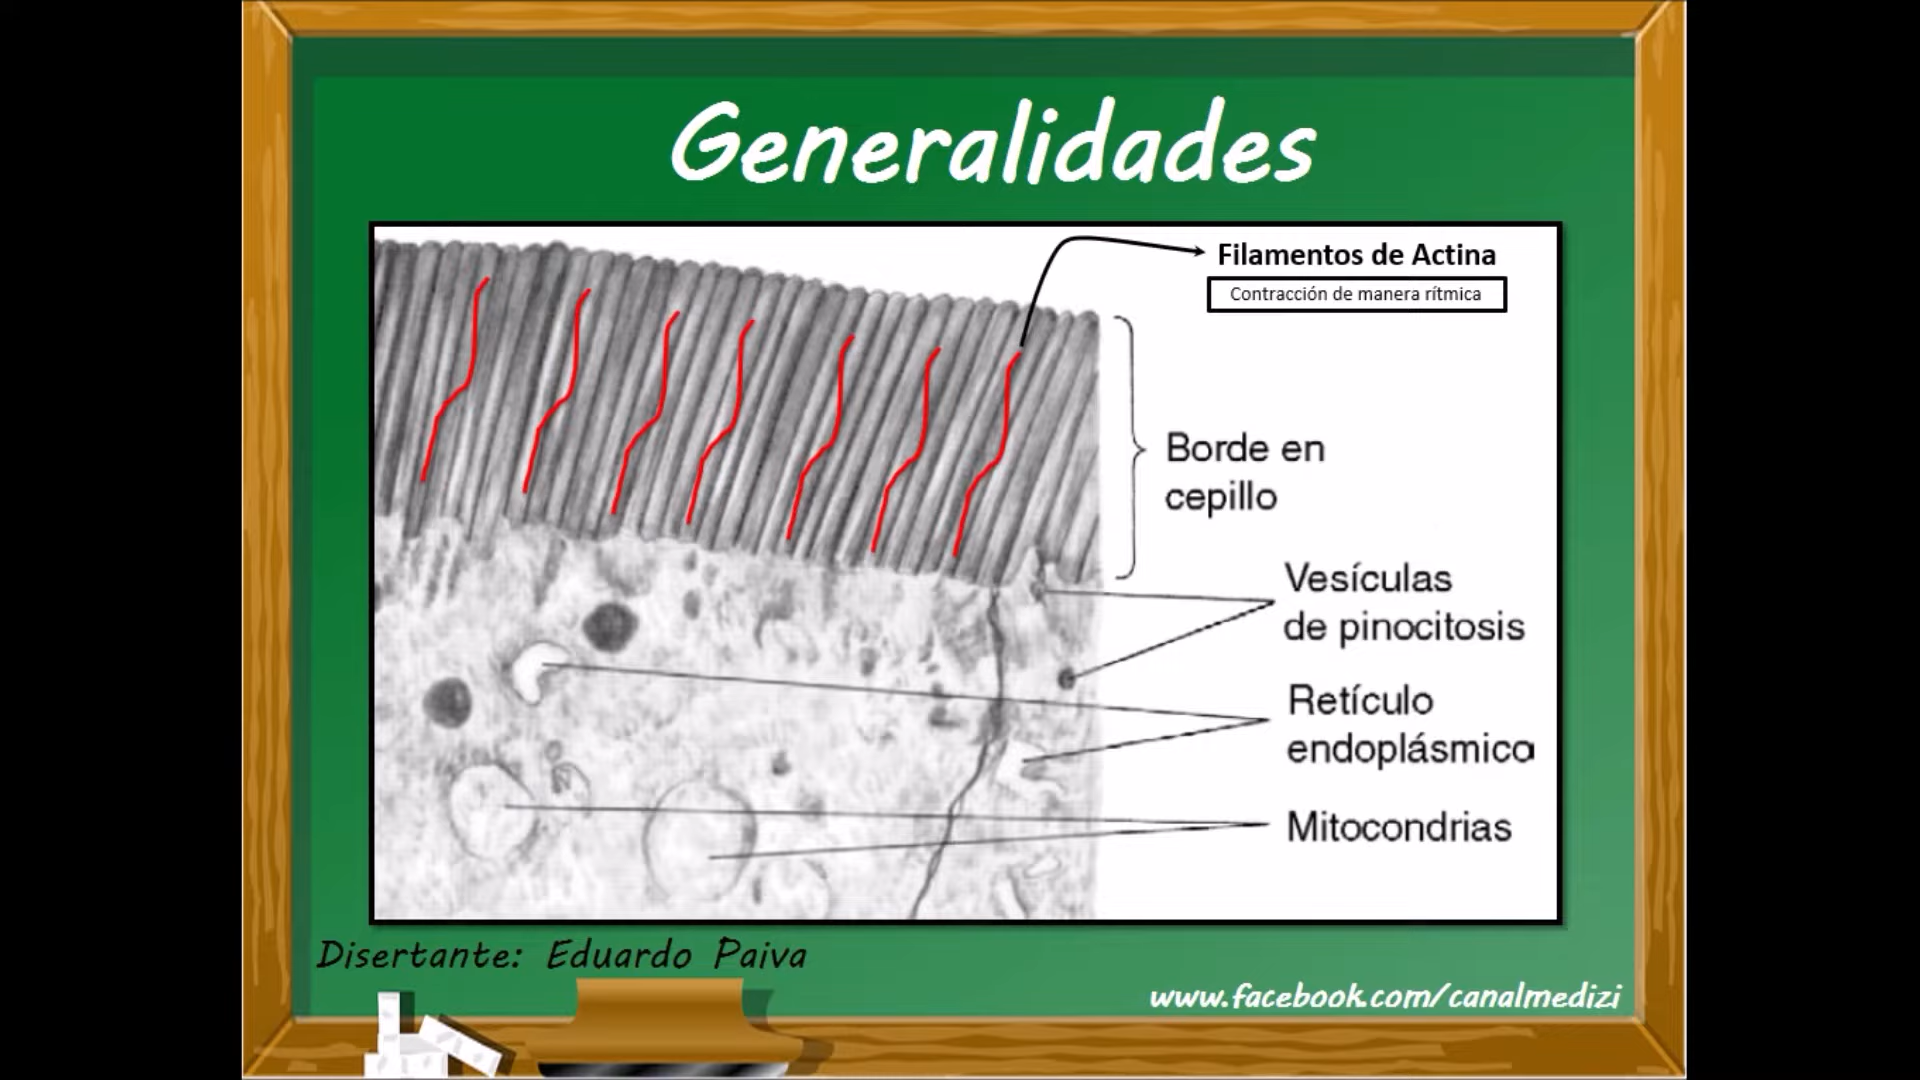 Generalidades
Filamentos de Actina
Contracción de manera rítmica
Borde en
cepillo
Vesículas
de pinocitosis
Retículo
endoplásmico
Mitocondrias
Disertante: Eduardo Paiva
www.facebook.com/canalmedizi